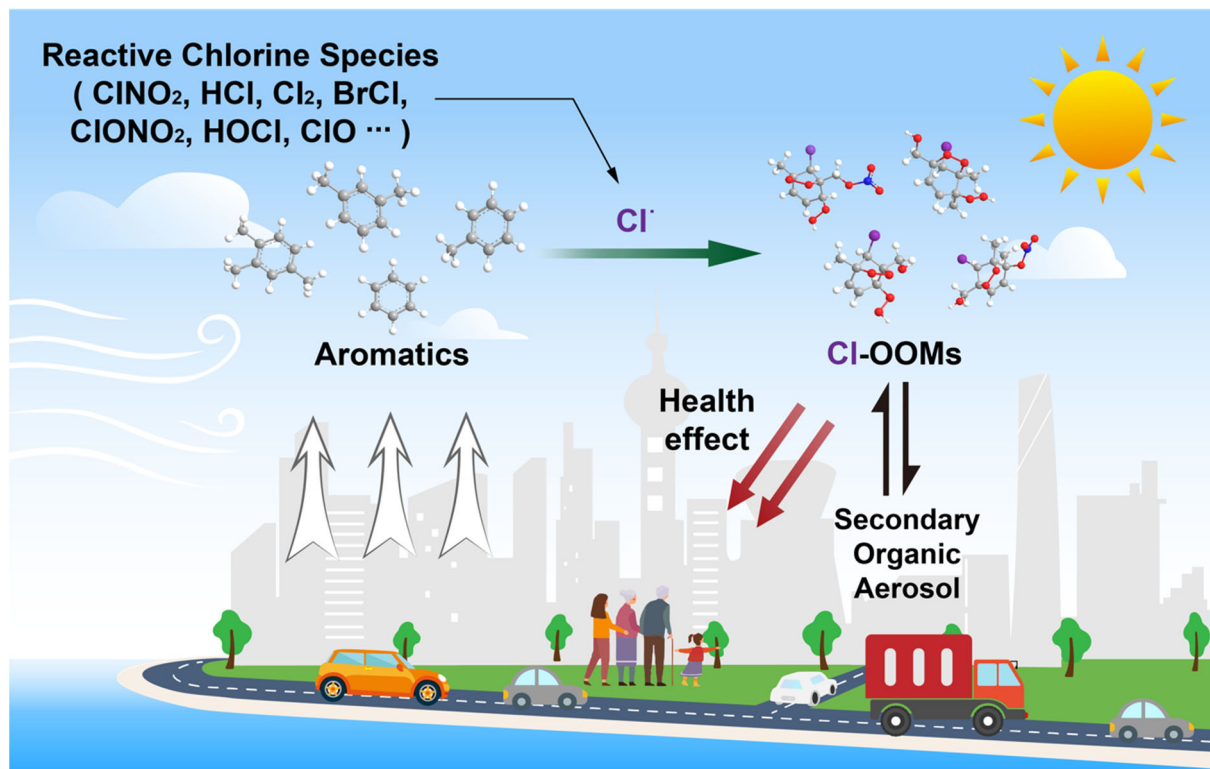 Reactive Chlorine Species
( ClNO₂, HCl, Cl₂, BrCl,
ClONO₂, HOCl, ClO ··· )
Cl·
Aromatics
Cl-OOMs
Health
effect
Secondary
Organic
Aerosol